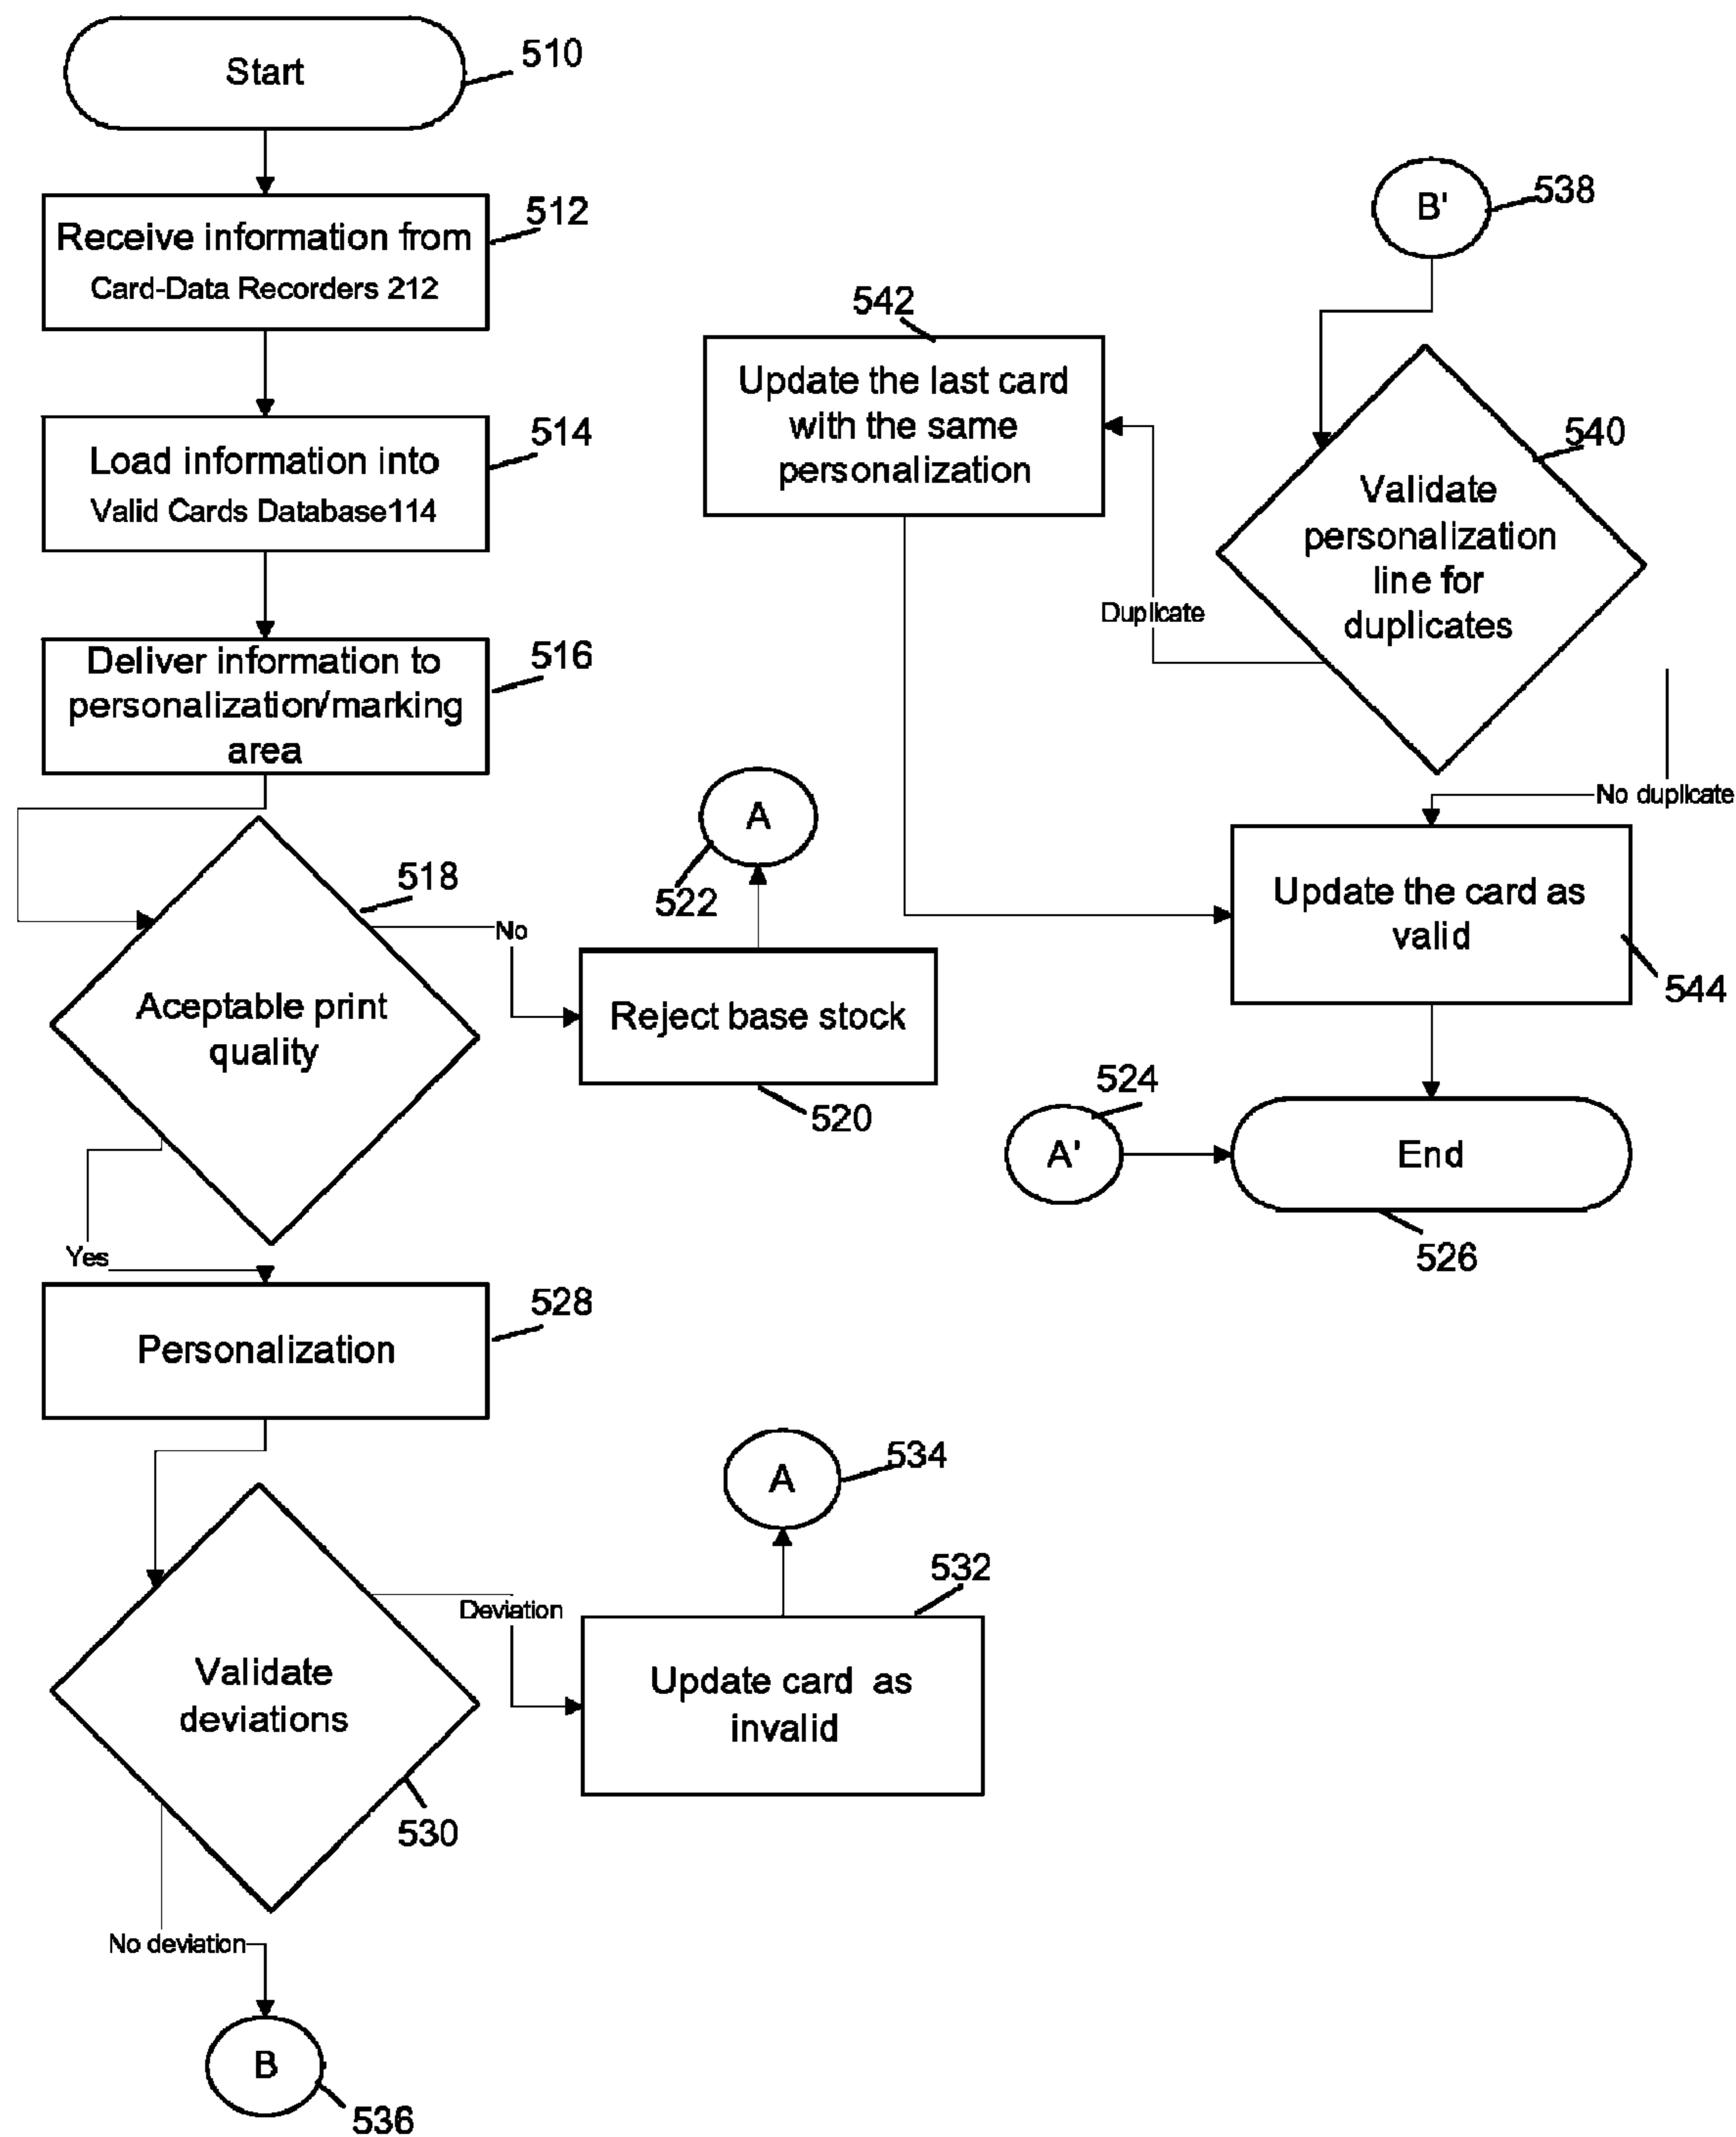 Start
510
Receive information from
Card-Data Recorders 212
512
Load information into
Valid Cards Database114
514
Deliver information to
personalization/marking
area
516
Aceptable print
quality
518
No
Reject base stock
520
A
522
Yes
Personalization
528
Validate
deviations
530
Deviation
Update card as
invalid
532
A
534
No deviation
B
536
B'
538
Validate
personalization
line for
duplicates
540
Duplicate
Update the last card
with the same
personalization
542
No duplicate
Update the card as
valid
544
A'
524
End
526